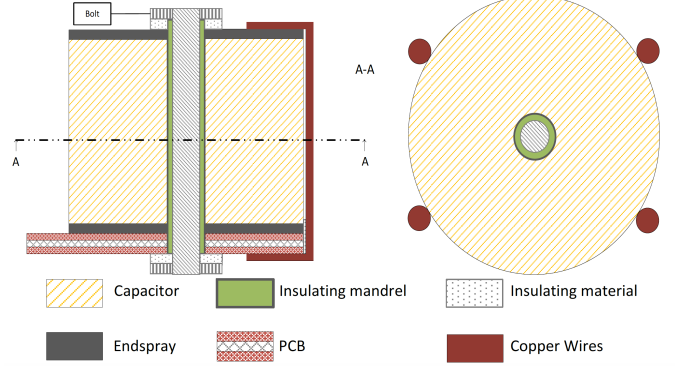 Bolt
A-A
A
A
Capacitor
Insulating mandrel
Insulating material
Endspray
PCB
Copper Wires